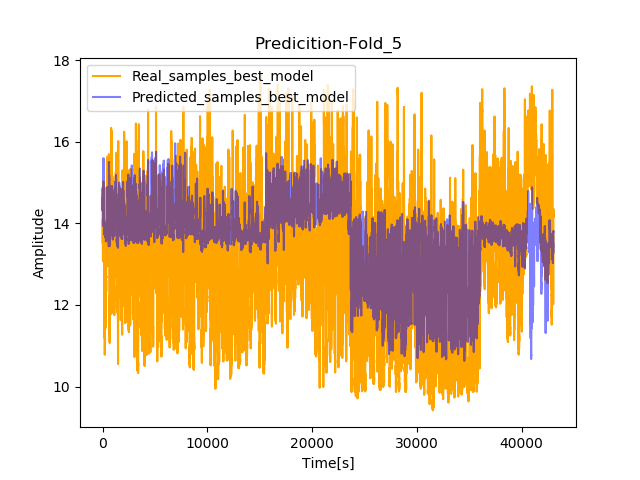 Predicition-Fold_5
Real_samples_best_model
Predicted_samples_best_model
18
16
14
12
10
Amplitude
0
10000
20000
30000
40000
Time[s]